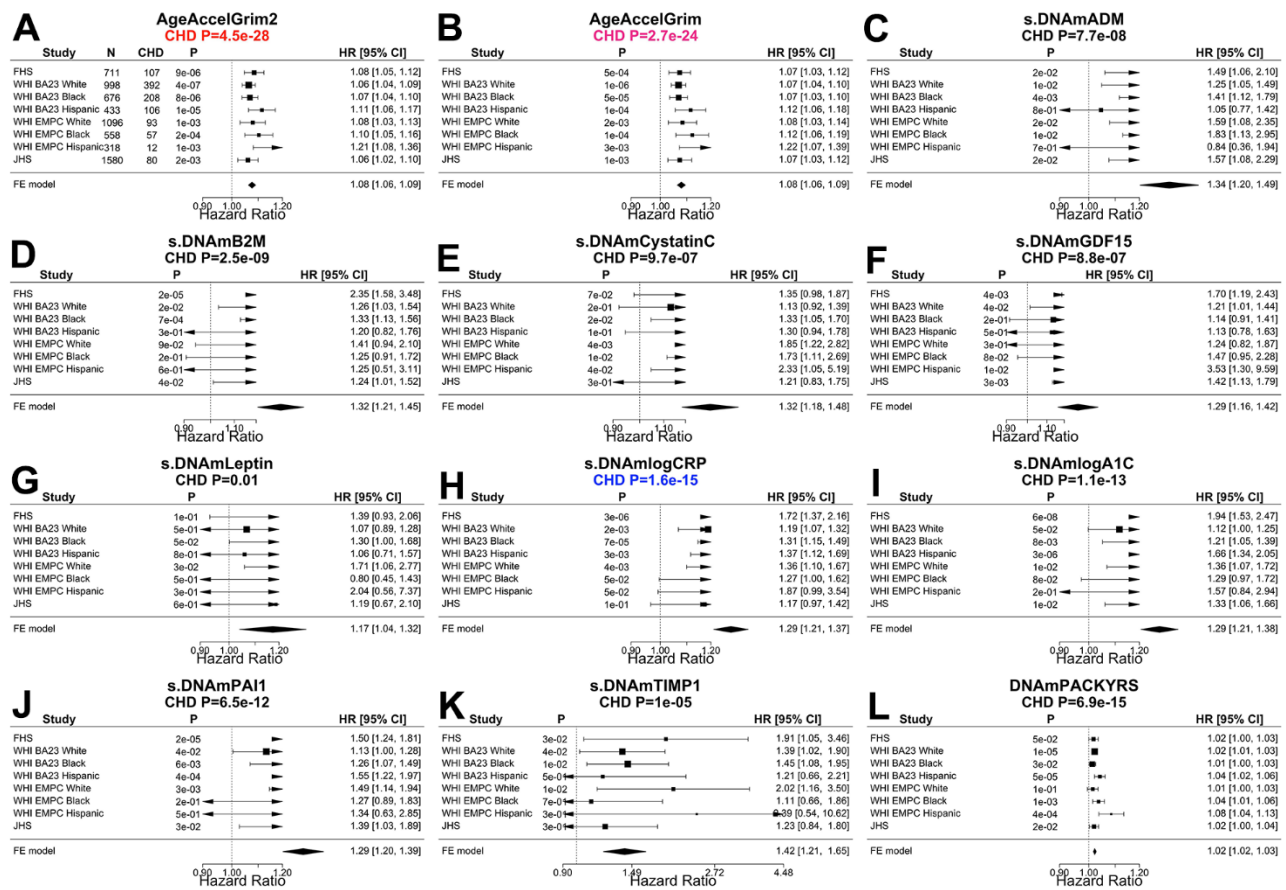 A
AgeAccelGrim2
CHD P=4.5e-28
Study N CHD P HR [95% CI]
FHS 711 107 9e-06 1.08 [1.05, 1.12]
WHI BA23 White 998 392 4e-07 1.06 [1.04, 1.09]
WHI BA23 Black 676 208 8e-06 1.07 [1.04, 1.10]
WHI BA23 Hispanic 433 106 1e-05 1.11 [1.06, 1.17]
WHI EMPC White 1096 93 1e-03 1.08 [1.03, 1.13]
WHI EMPC Black 558 57 2e-04 1.10 [1.05, 1.16]
WHI EMPC Hispanic 318 12 1e-03 1.21 [1.08, 1.36]
JHS 1580 80 2e-03 1.06 [1.02, 1.10]
FE model 1.08 [1.06, 1.09]
0.90 1.00 1.20
Hazard Ratio
B
AgeAccelGrim
CHD P=2.7e-24
Study P HR [95% CI]
FHS 5e-04 1.07 [1.03, 1.12]
WHI BA23 White 1e-06 1.07 [1.04, 1.10]
WHI BA23 Black 5e-05 1.07 [1.03, 1.10]
WHI BA23 Hispanic 1e-04 1.12 [1.06, 1.18]
WHI EMPC White 2e-03 1.08 [1.03, 1.14]
WHI EMPC Black 1e-04 1.12 [1.06, 1.19]
WHI EMPC Hispanic 3e-03 1.22 [1.07, 1.39]
JHS 1e-03 1.07 [1.03, 1.12]
FE model 1.08 [1.06, 1.09]
0.90 1.00 1.20
Hazard Ratio
C
s.DNAmADM
CHD P=7.7e-08
Study P HR [95% CI]
FHS 2e-02 1.49 [1.06, 2.10]
WHI BA23 White 2e-02 1.25 [1.05, 1.49]
WHI BA23 Black 4e-03 1.41 [1.12, 1.79]
WHI BA23 Hispanic 8e-01 1.05 [0.77, 1.42]
WHI EMPC White 2e-02 1.59 [1.08, 2.35]
WHI EMPC Black 1e-02 1.83 [1.13, 2.95]
WHI EMPC Hispanic 7e-01 0.84 [0.36, 1.94]
JHS 2e-02 1.57 [1.08, 2.29]
FE model 1.34 [1.20, 1.49]
0.90 1.00 1.20
Hazard Ratio
D
s.DNAmB2M
CHD P=2.5e-09
Study P HR [95% CI]
FHS 2e-05 2.35 [1.58, 3.48]
WHI BA23 White 2e-02 1.26 [1.03, 1.54]
WHI BA23 Black 7e-04 1.33 [1.13, 1.56]
WHI BA23 Hispanic 3e-01 1.20 [0.82, 1.76]
WHI EMPC White 9e-02 1.41 [0.94, 2.10]
WHI EMPC Black 2e-01 1.25 [0.91, 1.72]
WHI EMPC Hispanic 6e-01 1.25 [0.51, 3.11]
JHS 4e-02 1.24 [1.01, 1.52]
FE model 1.32 [1.21, 1.45]
0.90 1.10
Hazard Ratio
E
s.DNAmCystatinC
CHD P=9.7e-07
Study P HR [95% CI]
FHS 7e-02 1.35 [0.98, 1.87]
WHI BA23 White 2e-01 1.13 [0.92, 1.39]
WHI BA23 Black 2e-02 1.33 [1.05, 1.70]
WHI BA23 Hispanic 1e-01 1.30 [0.94, 1.78]
WHI EMPC White 4e-03 1.85 [1.22, 2.82]
WHI EMPC Black 1e-02 1.73 [1.11, 2.69]
WHI EMPC Hispanic 4e-02 2.33 [1.05, 5.19]
JHS 3e-01 1.21 [0.83, 1.75]
FE model 1.32 [1.18, 1.48]
0.90 1.10
Hazard Ratio
F
s.DNAmGDF15
CHD P=8.8e-07
Study P HR [95% CI]
FHS 4e-03 1.70 [1.19, 2.43]
WHI BA23 White 4e-02 1.21 [1.01, 1.44]
WHI BA23 Black 2e-01 1.14 [0.91, 1.41]
WHI BA23 Hispanic 5e-01 1.13 [0.78, 1.63]
WHI EMPC White 3e-01 1.24 [0.82, 1.87]
WHI EMPC Black 8e-02 1.47 [0.95, 2.28]
WHI EMPC Hispanic 1e-02 3.53 [1.30, 9.59]
JHS 3e-03 1.42 [1.13, 1.79]
FE model 1.29 [1.16, 1.42]
0.90 1.10
Hazard Ratio
G
s.DNAmLeptin
CHD P=0.01
Study P HR [95% CI]
FHS 1e-01 1.39 [0.93, 2.06]
WHI BA23 White 5e-01 1.07 [0.89, 1.28]
WHI BA23 Black 5e-02 1.30 [1.00, 1.68]
WHI BA23 Hispanic 8e-01 1.06 [0.71, 1.57]
WHI EMPC White 3e-02 1.71 [1.06, 2.77]
WHI EMPC Black 5e-01 0.80 [0.45, 1.43]
WHI EMPC Hispanic 3e-01 2.04 [0.56, 7.37]
JHS 6e-01 1.19 [0.67, 2.10]
FE model 1.17 [1.04, 1.32]
0.90 1.00 1.20
Hazard Ratio
H
s.DNAmlogCRP
CHD P=1.6e-15
Study P HR [95% CI]
FHS 3e-06 1.72 [1.37, 2.16]
WHI BA23 White 2e-03 1.19 [1.07, 1.32]
WHI BA23 Black 7e-05 1.31 [1.15, 1.49]
WHI BA23 Hispanic 3e-03 1.37 [1.12, 1.69]
WHI EMPC White 4e-03 1.36 [1.10, 1.67]
WHI EMPC Black 5e-02 1.27 [1.00, 1.62]
WHI EMPC Hispanic 5e-02 1.87 [0.99, 3.54]
JHS 1e-01 1.17 [0.97, 1.42]
FE model 1.29 [1.21, 1.37]
0.90 1.00 1.20
Hazard Ratio
I
s.DNAmlogA1C
CHD P=1.1e-13
Study P HR [95% CI]
FHS 6e-08 1.94 [1.53, 2.47]
WHI BA23 White 5e-02 1.12 [1.00, 1.25]
WHI BA23 Black 8e-03 1.21 [1.05, 1.39]
WHI BA23 Hispanic 3e-06 1.66 [1.34, 2.05]
WHI EMPC White 1e-02 1.36 [1.07, 1.72]
WHI EMPC Black 8e-02 1.29 [0.97, 1.72]
WHI EMPC Hispanic 2e-01 1.57 [0.84, 2.94]
JHS 1e-02 1.33 [1.06, 1.66]
FE model 1.29 [1.21, 1.38]
0.90 1.00 1.20
Hazard Ratio
J
s.DNAmPAI1
CHD P=6.5e-12
Study P HR [95% CI]
FHS 2e-05 1.50 [1.24, 1.81]
WHI BA23 White 4e-02 1.13 [1.00, 1.28]
WHI BA23 Black 6e-03 1.26 [1.07, 1.49]
WHI BA23 Hispanic 4e-04 1.55 [1.22, 1.97]
WHI EMPC White 3e-03 1.49 [1.14, 1.94]
WHI EMPC Black 2e-01 1.27 [0.89, 1.83]
WHI EMPC Hispanic 5e-01 1.34 [0.63, 2.85]
JHS 3e-02 1.39 [1.03, 1.89]
FE model 1.29 [1.20, 1.39]
0.90 1.00 1.20
Hazard Ratio
K
s.DNAmTIMP1
CHD P=1e-05
Study P HR [95% CI]
FHS 3e-02 1.91 [1.05, 3.46]
WHI BA23 White 4e-02 1.39 [1.02, 1.90]
WHI BA23 Black 2e-02 1.45 [1.08, 1.95]
WHI BA23 Hispanic 5e-01 1.21 [0.66, 2.21]
WHI EMPC White 1e-02 2.02 [1.16, 3.50]
WHI EMPC Black 7e-01 1.11 [0.66, 1.86]
WHI EMPC Hispanic 3e-01 2.39 [0.54, 10.62]
JHS 3e-01 1.23 [0.84, 1.80]
FE model 1.42 [1.21, 1.65]
0.90 1.49 2.72 4.48
Hazard Ratio
L
DNAmPACKYRS
CHD P=6.9e-15
Study P HR [95% CI]
FHS 5e-02 1.02 [1.00, 1.03]
WHI BA23 White 1e-05 1.02 [1.01, 1.03]
WHI BA23 Black 3e-02 1.01 [1.00, 1.03]
WHI BA23 Hispanic 5e-05 1.04 [1.02, 1.06]
WHI EMPC White 1e-01 1.01 [1.00, 1.03]
WHI EMPC Black 1e-03 1.04 [1.01, 1.06]
WHI EMPC Hispanic 4e-04 1.08 [1.04, 1.13]
JHS 2e-02 1.02 [1.00, 1.04]
FE model 1.02 [1.02, 1.03]
0.90 1.00 1.20
Hazard Ratio